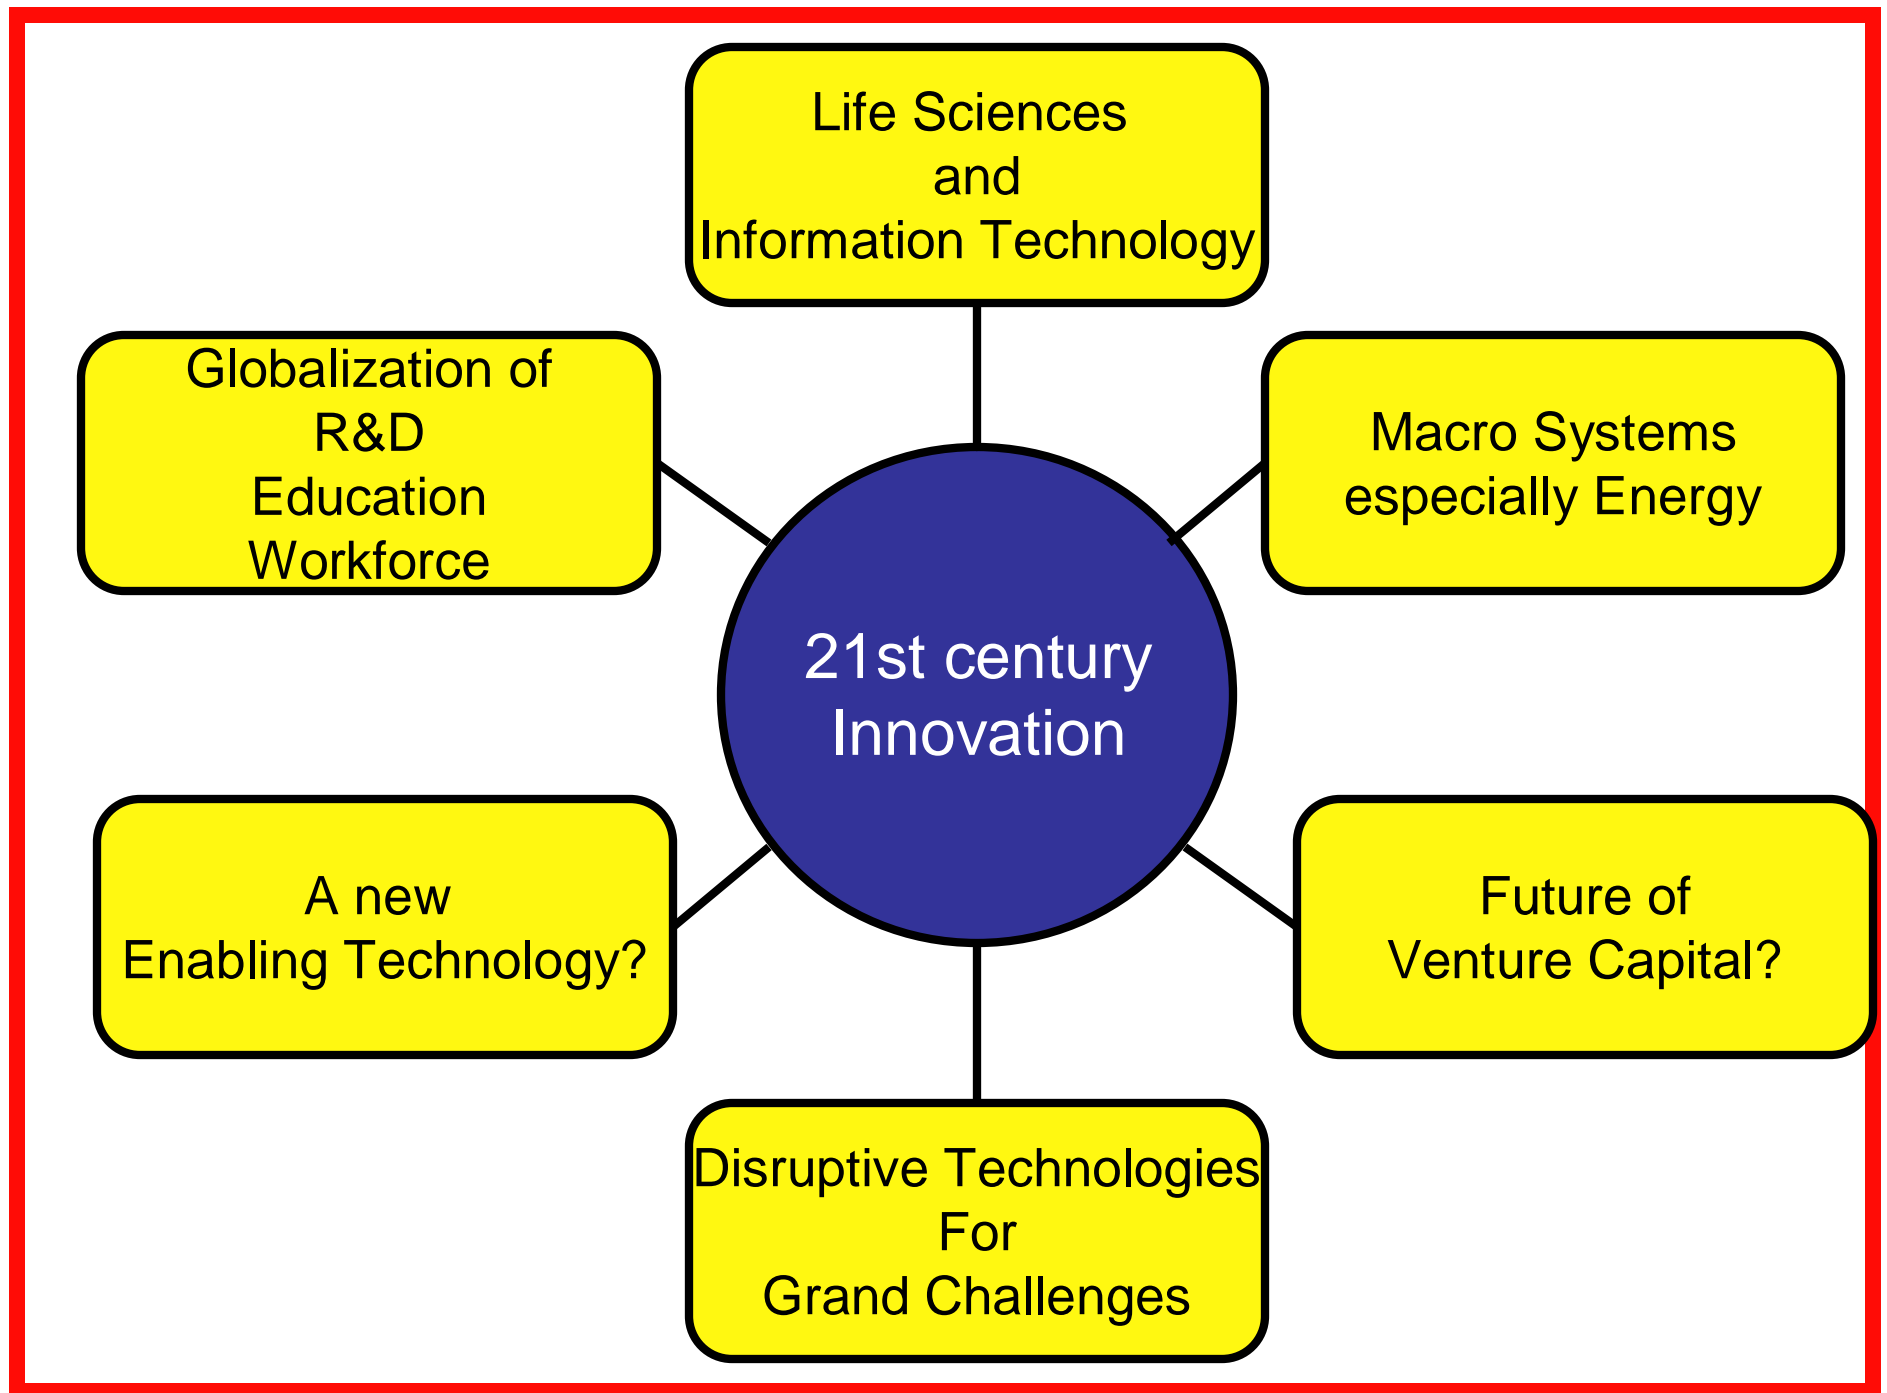 Life Sciences
and
Information Technology
Globalization of
R&D
Education
Workforce
Macro Systems
especially Energy
21st century
Innovation
A new
Enabling Technology?
Future of
Venture Capital?
Disruptive Technologies
For
Grand Challenges